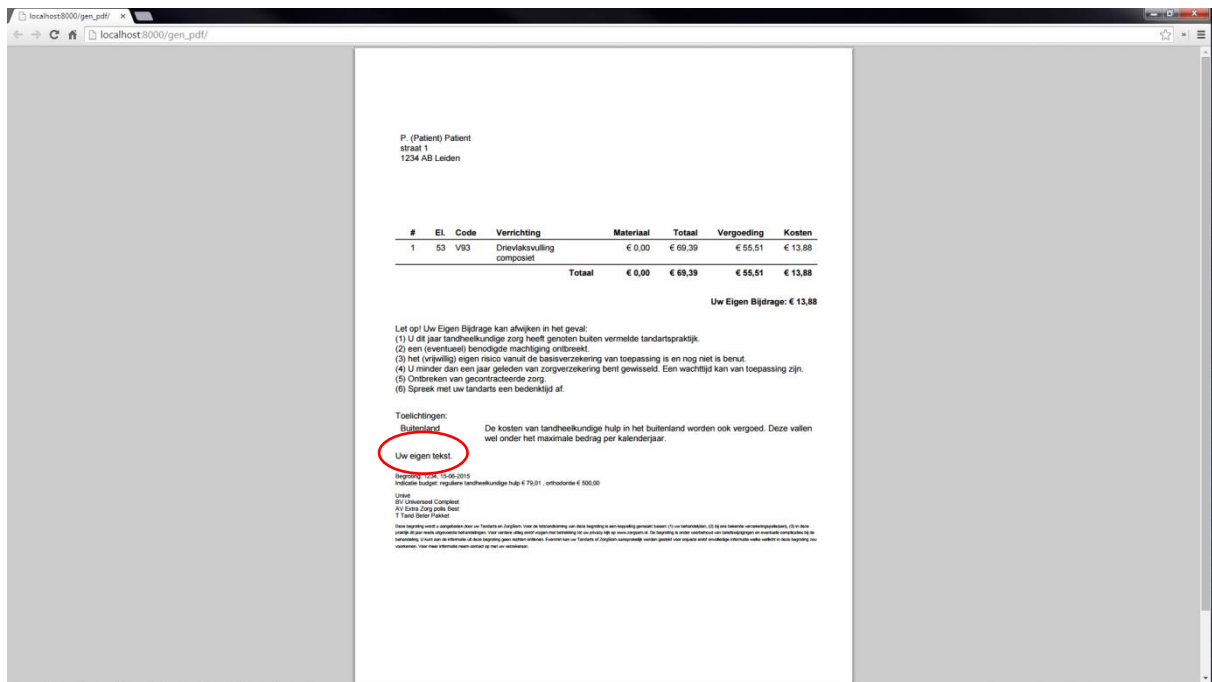 localhost:8000/gen_pdf/
localhost:8000/gen_pdf/
P. (Patient) Patient
straat 1
1234 AB Leiden
# El. Code Verrichting Materiaal Totaal Vergoeding Kosten
1 53 V93 Drievlaksvulling € 0,00 € 69,39 € 55,51 € 13,88
composiet
Totaal € 0,00 € 69,39 € 55,51 € 13,88
Uw Eigen Bijdrage: € 13,88
Let op! Uw Eigen Bijdrage kan afwijken in het geval:
(1) U dit jaar tandheelkundige zorg heeft genoten buiten vermelde tandartspraktijk.
(2) een (eventueel) benodigde machtiging ontbreekt.
(3) het (vrijwillig) eigen risico vanuit de basisverzekering van toepassing is en nog niet is benut.
(4) U minder dan een jaar geleden van zorgverzekering bent gewisseld. Een wachttijd kan van toepassing zijn.
(5) Ontbreken van gecontracteerde zorg.
(6) Spreek met uw tandarts een bedenktijd af.
Toelichtingen:
Buitenland De kosten van tandheelkundige hulp in het buitenland worden ook vergoed. Deze vallen
wel onder het maximale bedrag per kalenderjaar.
Uw eigen tekst.
Begroting: 1234, 15-06-2015
Indicatie budget: reguliere tandheelkundige hulp € 79,01 , orthodontie € 500,00
Univé
BV Universeel Compleet
AV Extra Zorg polis Best
T Tand Beter Pakket